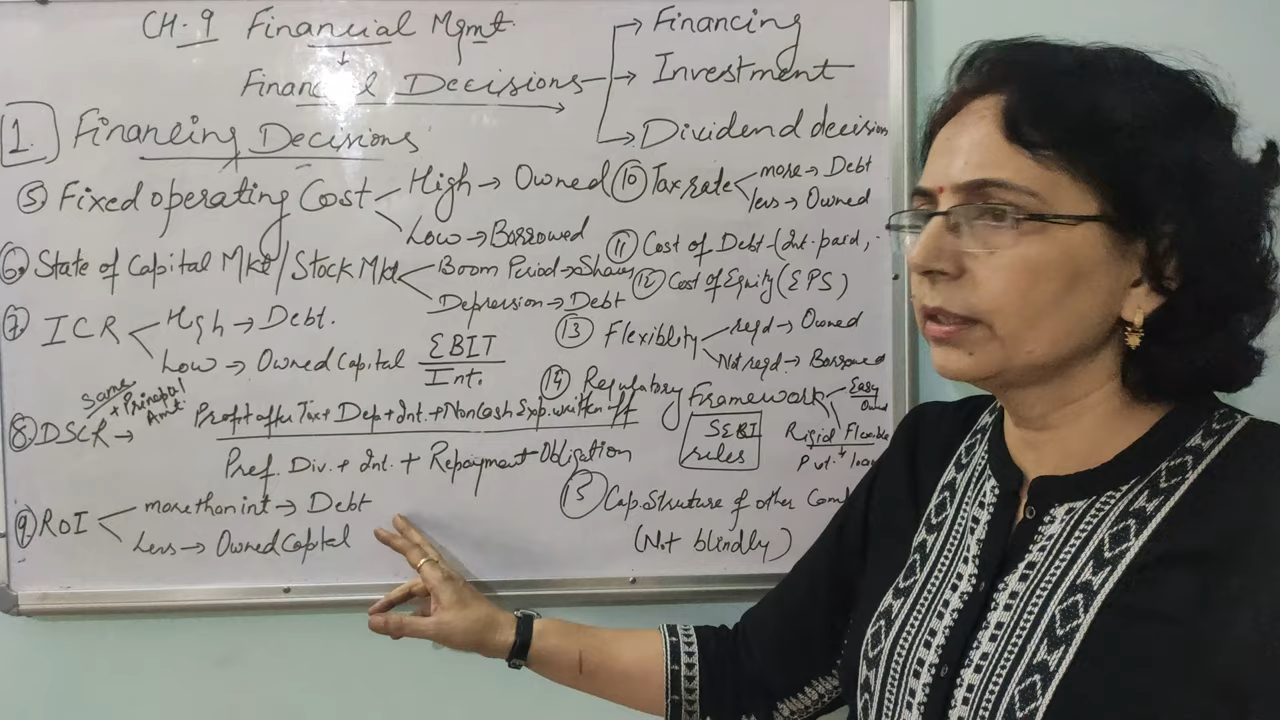 CH-9 Financial Mgmt.
↓
Financial Decisions → Financing
→ Investment
→ Dividend decision
1. Financing Decisions
⑤ Fixed operating Cost
High → Owned
Low → Borrowed
⑥ State of Capital Mkt / Stock Mkt
Boom Period → Shares
Depression → Debt
⑦ ICR
High → Debt.
Low → Owned Capital
EBIT
Int.
⑧ DSCR →
Same + Principal Amt.
Profit after Tax + Dep + Int. + Non Cash Exp. written off
Pref. Div. + Int. + Repayment Obligation
⑨ ROI
more than int → Debt
Less → Owned Capital
⑩ Tax rate
more → Debt
less → Owned
⑪ Cost of Debt (Int. paid,
⑫ Cost of Equity (EPS)
⑬ Flexiblity
reqd → Owned
Not reqd → Borrowed
⑭ Regulatory Framework
Easy Owned
Rigid Flexible
↓
Pvt. loan
SEBI
rules
⑮ Cap. Structure of other Com
(Not blindly)